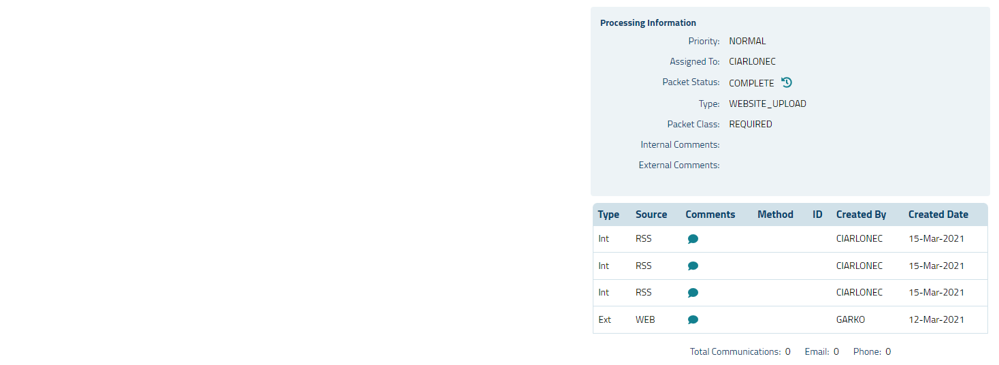 Processing Information
Priority: NORMAL
Assigned To: CIARLONEC
Packet Status: COMPLETE
Type: WEBSITE_UPLOAD
Packet Class: REQUIRED
Internal Comments:
External Comments:
Type Source Comments Method ID Created By Created Date
Int RSS CIARLONEC 15-Mar-2021
Int RSS CIARLONEC 15-Mar-2021
Int RSS CIARLONEC 15-Mar-2021
Ext WEB GARKO 12-Mar-2021
Total Communications: 0 Email: 0 Phone: 0